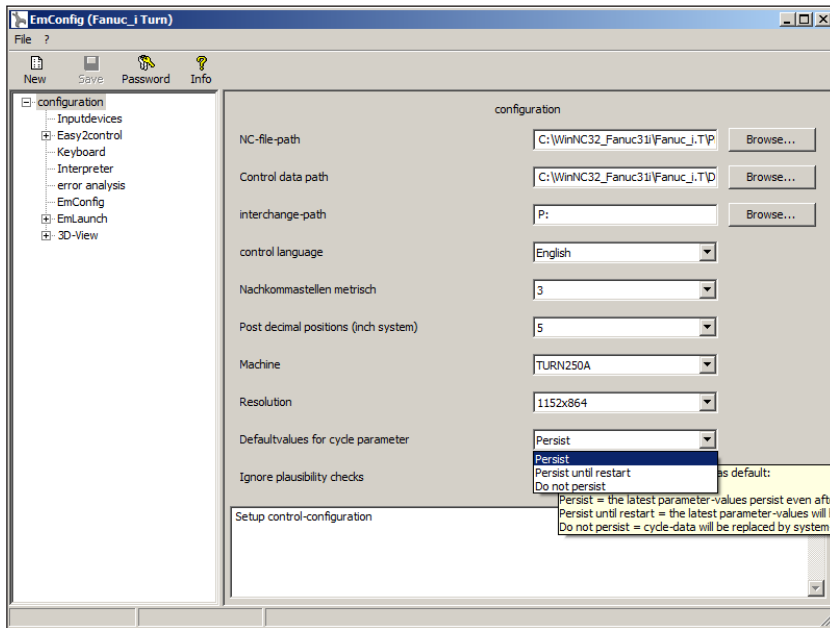 EmConfig (Fanuc_i Turn)
File ?
New Save Password Info
configuration
Inputdevices
Easy2control
Keyboard
Interpreter
error analysis
EmConfig
EmLaunch
3D-View
configuration
NC-file-path C:\WinNC32_Fanuc31i\Fanuc_i.T\P Browse...
Control data path C:\WinNC32_Fanuc31i\Fanuc_i.T\D Browse...
interchange-path P: Browse...
control language English
Nachkommastellen metrisch 3
Post decimal positions (inch system) 5
Machine TURN250A
Resolution 1152x864
Defaultvalues for cycle parameter Persist
Persist
Persist until restart
Do not persist
Ignore plausibility checks
as default:
Persist = the latest parameter-values persist even aft
Persist until restart = the latest parameter-values will
Do not persist = cycle-data will be replaced by system
Setup control-configuration